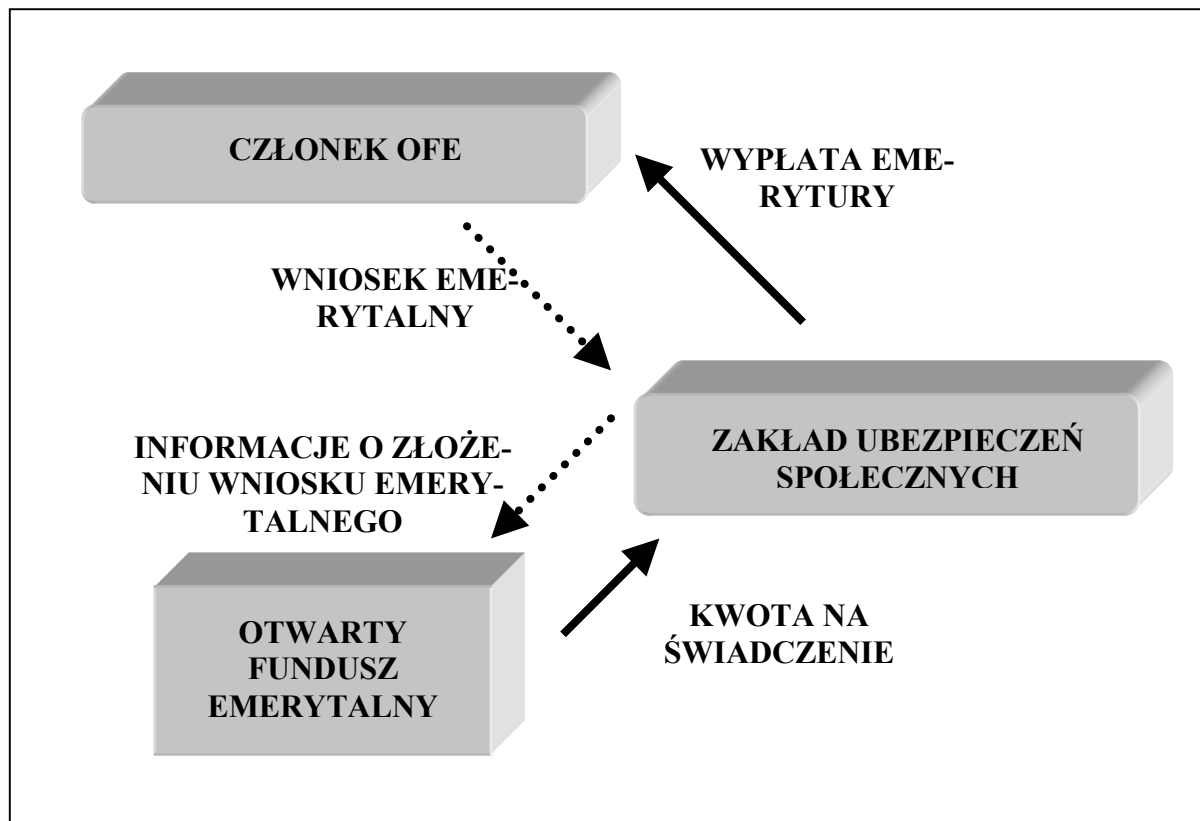 CZŁONEK OFE
WYPŁATA EME-
RYTURY
WNIOSEK EME-
RYTALNY
ZAKŁAD UBEZPIECZEŃ
SPOŁECZNYCH
INFORMACJE O ZŁOŻE-
NIU WNIOSKU EMERY-
TALNEGO
OTWARTY
FUNDUSZ
EMERYTALNY
KWOTA NA
ŚWIADCZENIE